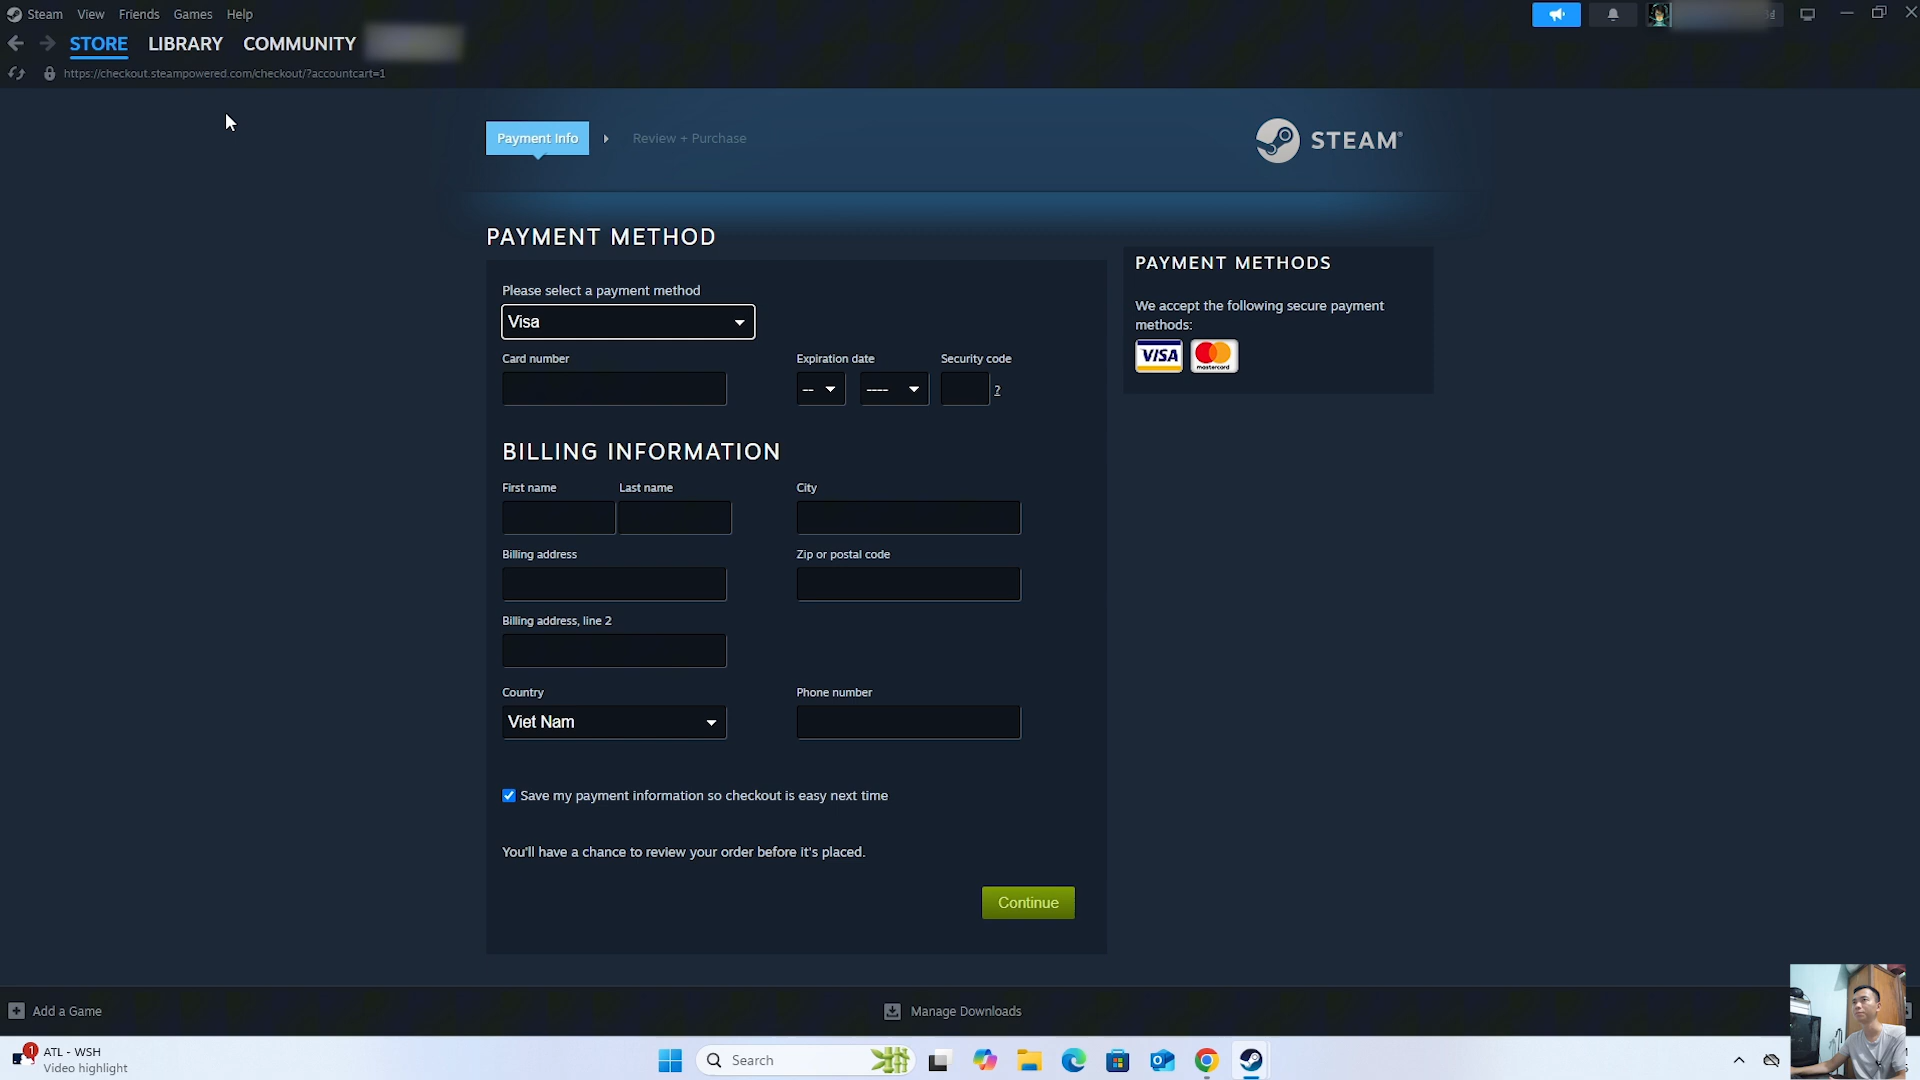 Steam View Friends Games Help
STORE LIBRARY COMMUNITY
https://checkout.steampowered.com/checkout/?accountcart=1
Payment Info Review + Purchase
STEAM®
PAYMENT METHOD
Please select a payment method
Visa
Card number Expiration date Security code
-- ---- ?
BILLING INFORMATION
First name Last name City
Billing address Zip or postal code
Billing address, line 2
Country Phone number
Viet Nam
Save my payment information so checkout is easy next time
You'll have a chance to review your order before it's placed.
Continue
PAYMENT METHODS
We accept the following secure payment
methods:
VISA mastercard
Add a Game Manage Downloads
1 ATL - WSH
Video highlight
Search